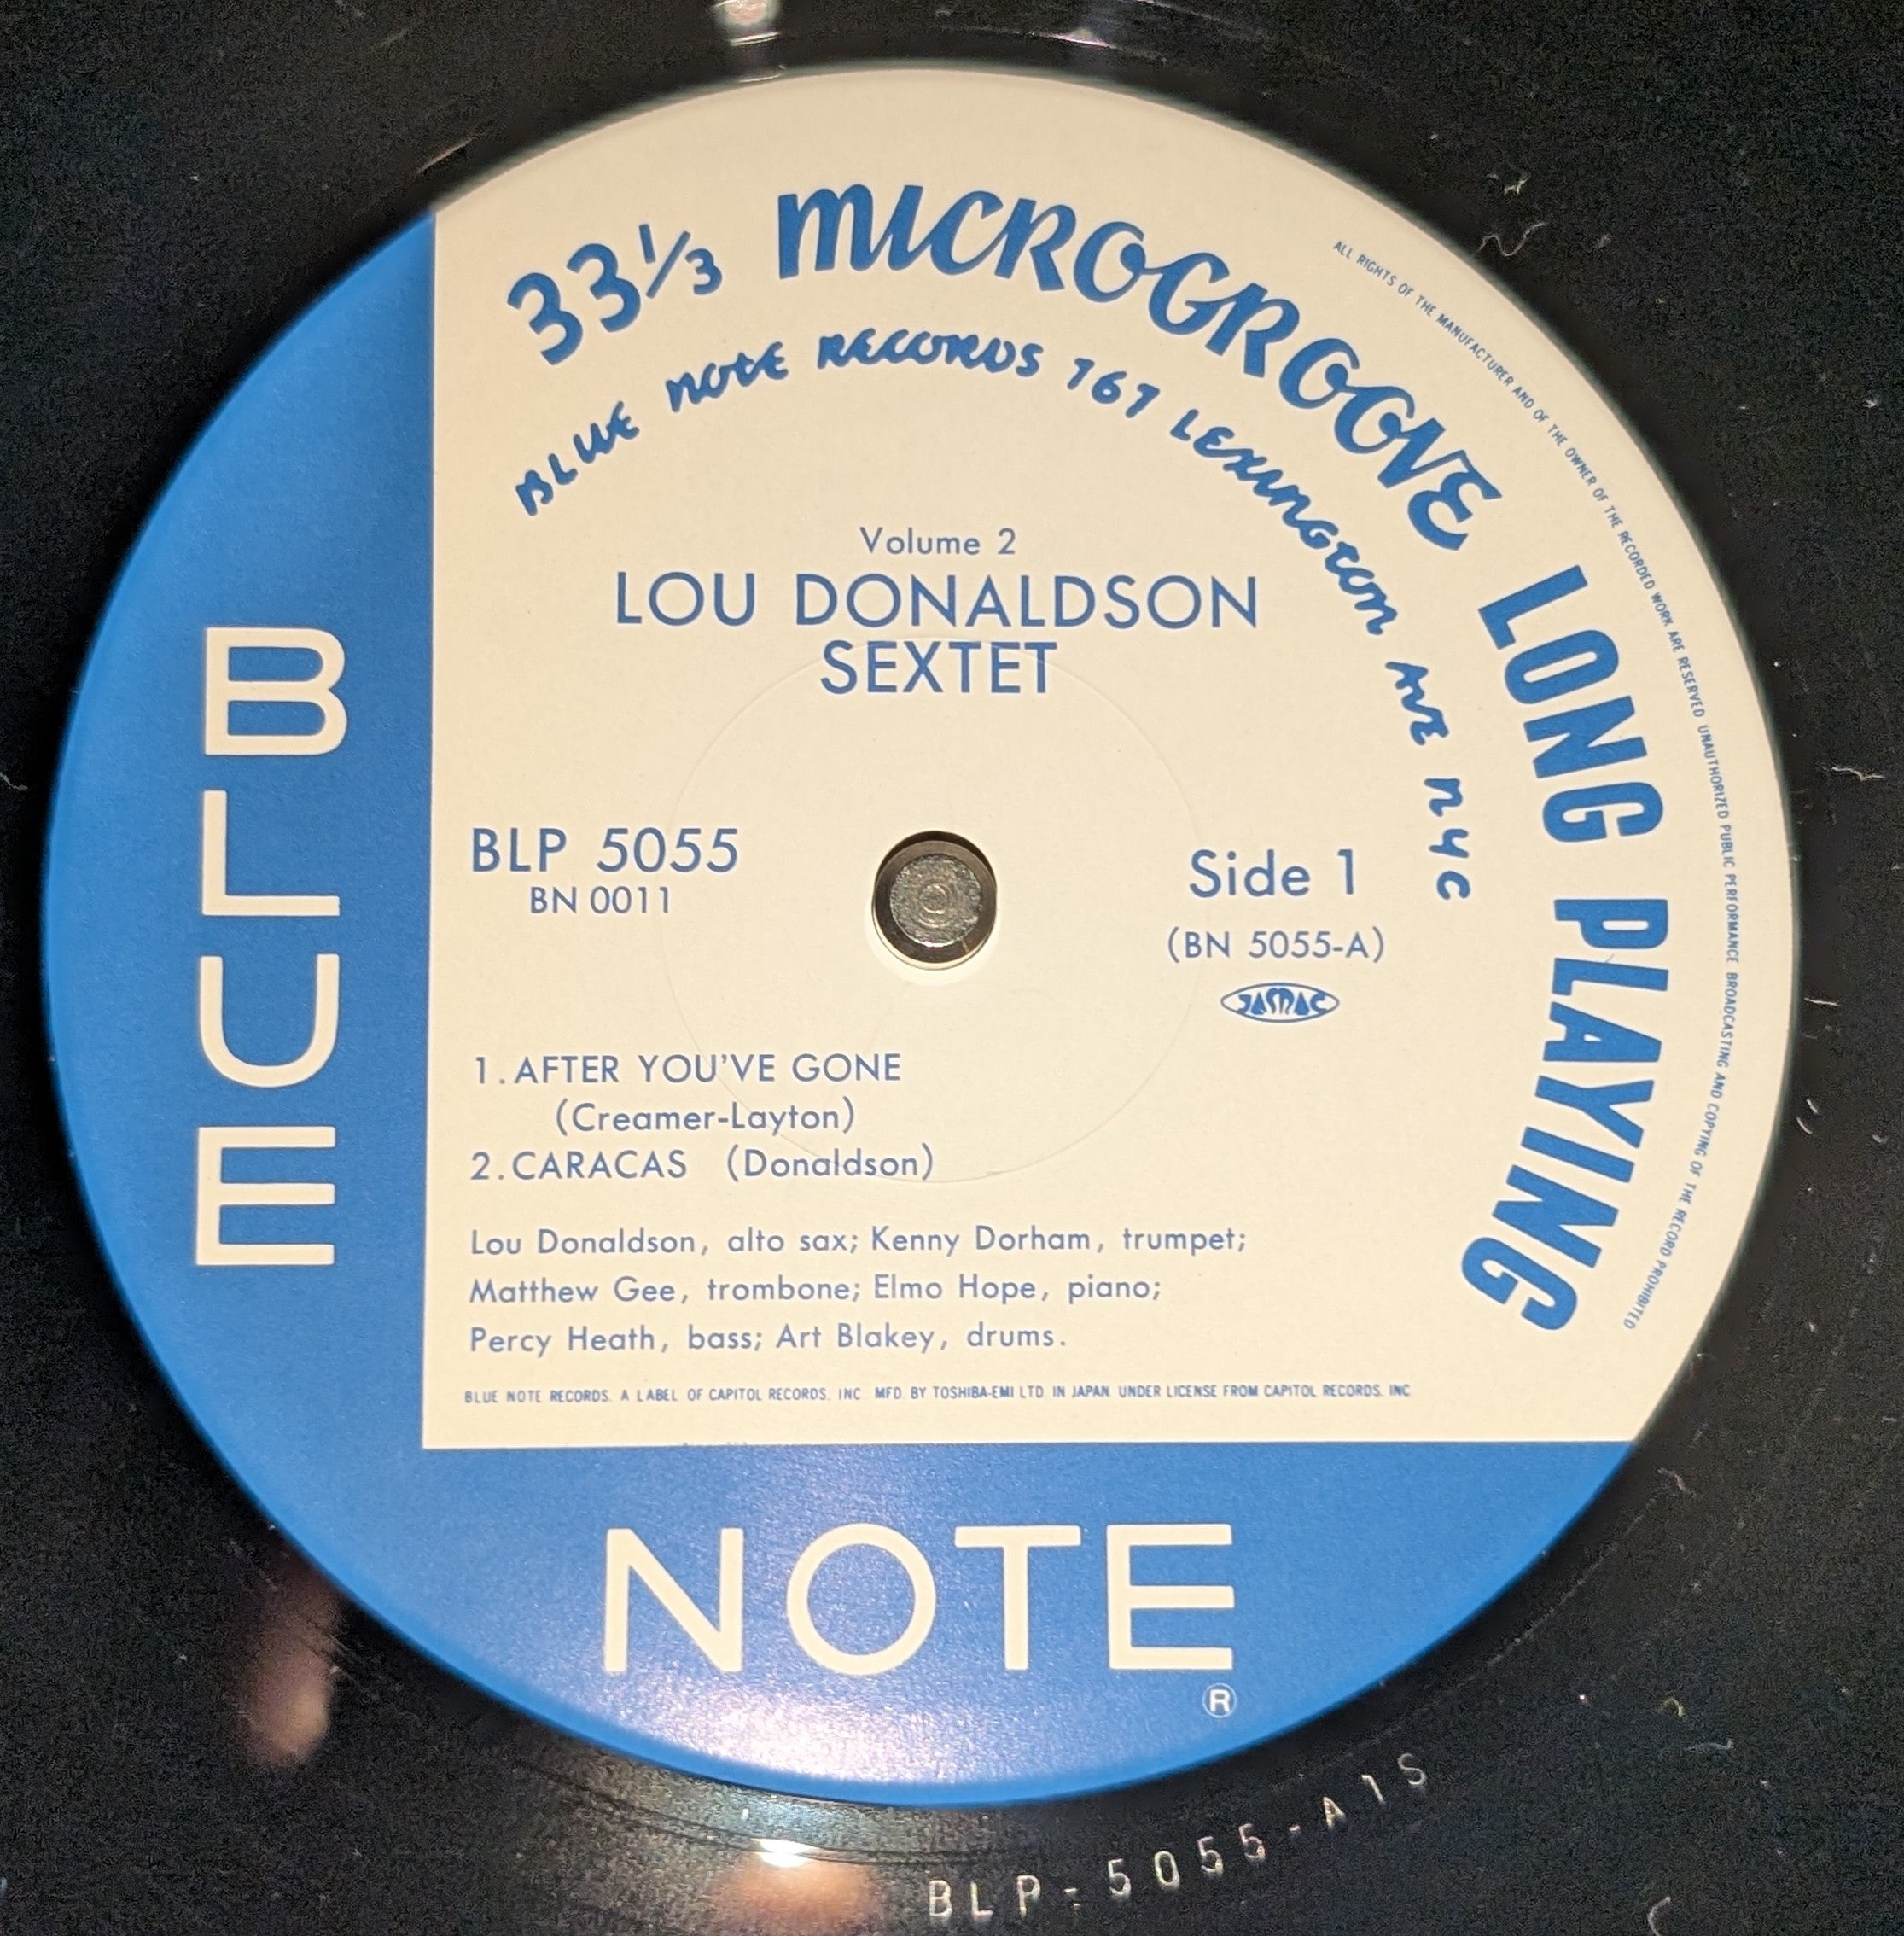 33⅓ MICROGROOVE LONG PLAYING
BLUE NOTE RECORDS 767 LEXINGTON AVE NYC
ALL RIGHTS OF THE MANUFACTURER AND OF THE OWNER OF THE RECORDED WORK ARE RESERVED UNAUTHORIZED PUBLIC PERFORMANCE BROADCASTING AND COPYING OF THE RECORD PROHIBITED
Volume 2
LOU DONALDSON
SEXTET
BLP 5055
BN 0011
Side 1
(BN 5055-A)
JASRAC
1.AFTER YOU'VE GONE
(Creamer-Layton)
2.CARACAS (Donaldson)
Lou Donaldson, alto sax; Kenny Dorham, trumpet;
Matthew Gee, trombone; Elmo Hope, piano;
Percy Heath, bass; Art Blakey, drums.
BLUE NOTE RECORDS. A LABEL OF CAPITOL RECORDS. INC MFD. BY TOSHIBA-EMI LTD. IN JAPAN. UNDER LICENSE FROM CAPITOL RECORDS. INC
BLUE
NOTE
®
BLP-5055-A1S